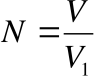 N = V/V₁